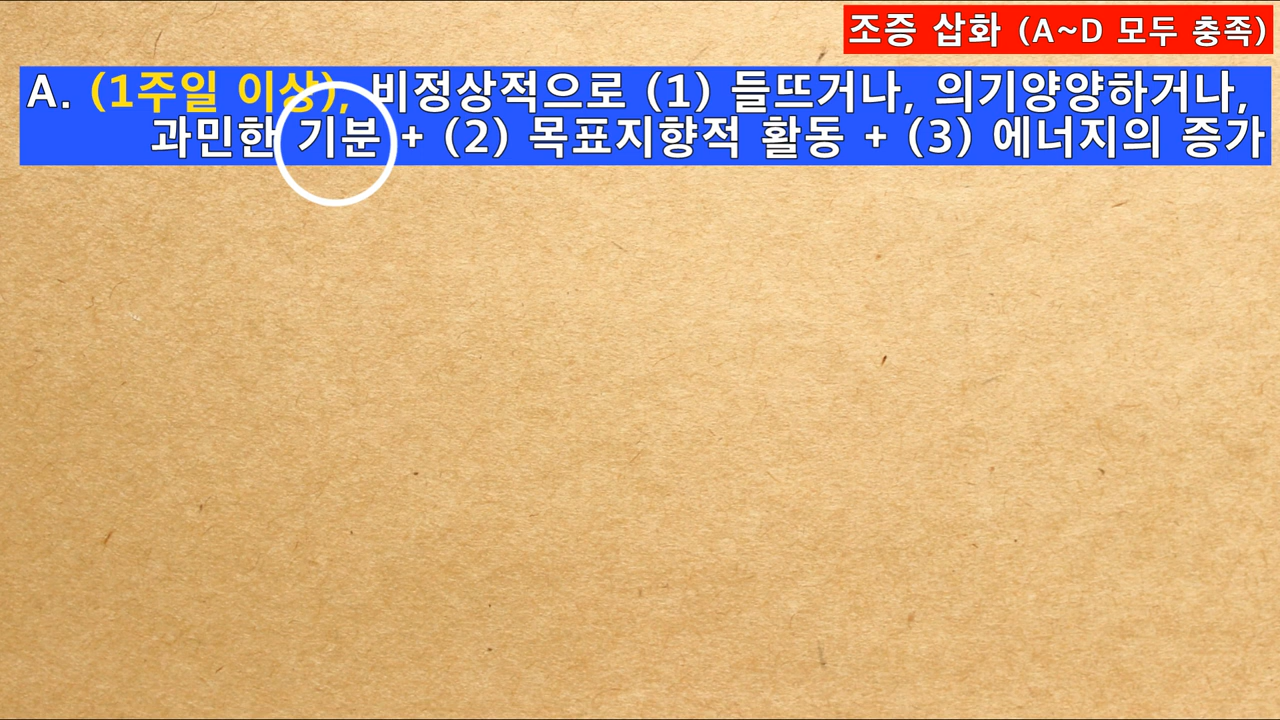 조증 삽화 (A~D 모두 충족)
A. (1주일 이상), 비정상적으로 (1) 들뜨거나, 의기양양하거나,
과민한 기분 + (2) 목표지향적 활동 + (3) 에너지의 증가